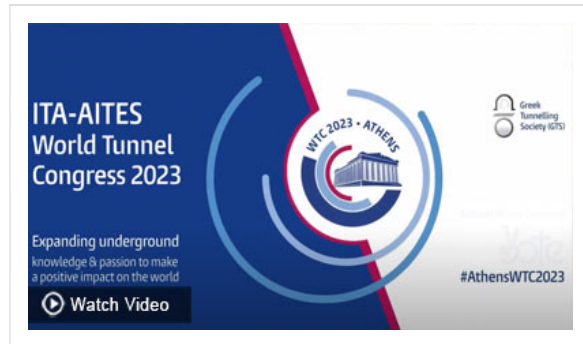 ITA-AITES
World Tunnel
Congress 2023
Expanding underground
knowledge & passion to make
a positive impact on the world
Watch Video
WTC 2023 • ATHENS
Greek
Tunnelling
Society (GTS)
Vote
#AthensWTC2023